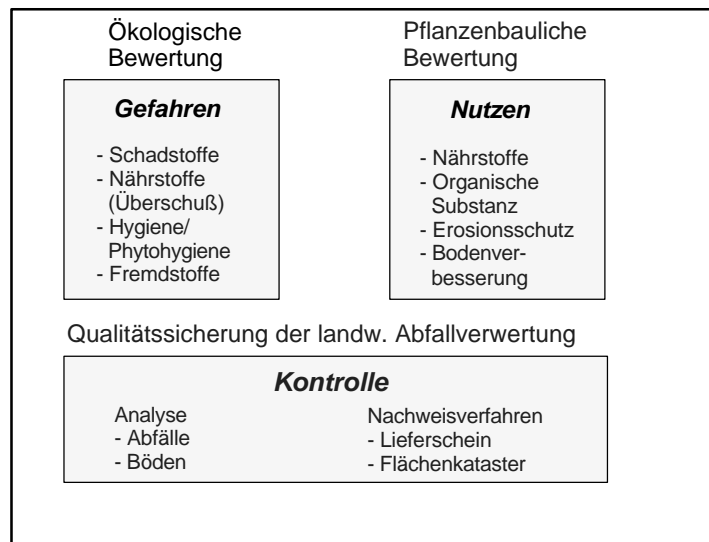 Ökologische
Bewertung
Gefahren
- Schadstoffe
- Nährstoffe
(Überschuß)
- Hygiene/
Phytohygiene
- Fremdstoffe
Pflanzenbauliche
Bewertung
Nutzen
- Nährstoffe
- Organische
Substanz
- Erosionsschutz
- Bodenver-
besserung
Qualitätssicherung der landw. Abfallverwertung
Kontrolle
Analyse
- Abfälle
- Böden
Nachweisverfahren
- Lieferschein
- Flächenkataster